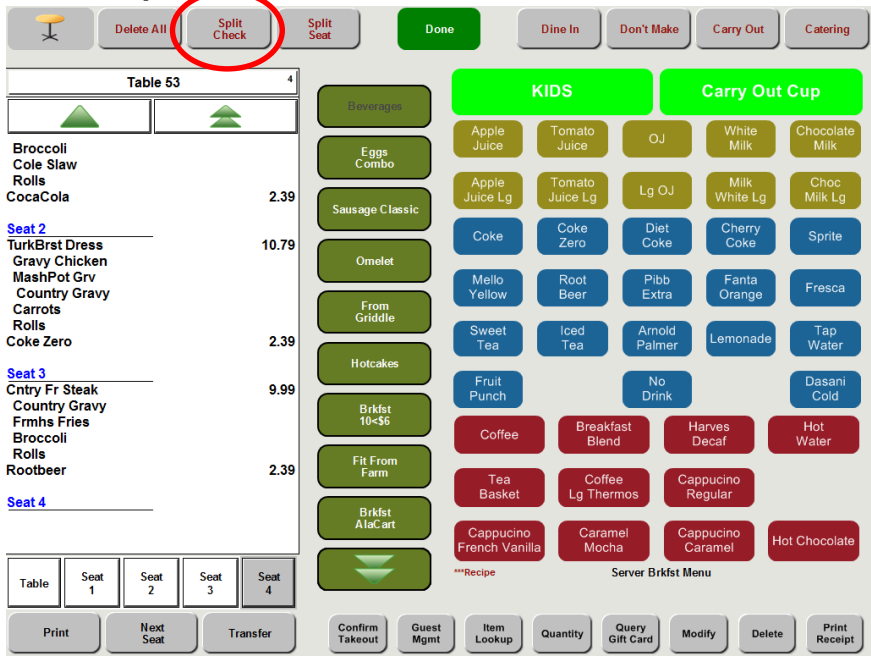 Delete All
Split
Check
Split
Seat
Done
Dine In
Don't Make
Carry Out
Catering
Table 53
4
Broccoli
Cole Slaw
Rolls
CocaCola 2.39
Seat 2
TurkBrst Dress 10.79
Gravy Chicken
MashPot Grv
Country Gravy
Carrots
Rolls
Coke Zero 2.39
Seat 3
Cntry Fr Steak 9.99
Country Gravy
Frmhs Fries
Broccoli
Rolls
Rootbeer 2.39
Seat 4
Table
Seat
1
Seat
2
Seat
3
Seat
4
Print
Next
Seat
Transfer
Beverages
Eggs
Combo
Sausage Classic
Omelet
From
Griddle
Hotcakes
Brkfst
10<$6
Fit From
Farm
Brkfst
AlaCart
KIDS
Carry Out Cup
Apple
Juice
Tomato
Juice
OJ
White
Milk
Chocolate
Milk
Apple
Juice Lg
Tomato
Juice Lg
Lg OJ
Milk
White Lg
Choc
Milk Lg
Coke
Coke
Zero
Diet
Coke
Cherry
Coke
Sprite
Mello
Yellow
Root
Beer
Pibb
Extra
Fanta
Orange
Fresca
Sweet
Tea
Iced
Tea
Arnold
Palmer
Lemonade
Tap
Water
Fruit
Punch
No
Drink
Dasani
Cold
Coffee
Breakfast
Blend
Harves
Decaf
Hot
Water
Tea
Basket
Coffee
Lg Thermos
Cappucino
Regular
Cappucino
French Vanilla
Caramel
Mocha
Cappucino
Caramel
Hot Chocolate
***Recipe
Server Brkfst Menu
Confirm
Takeout
Guest
Mgmt
Item
Lookup
Quantity
Query
Gift Card
Modify
Delete
Print
Receipt